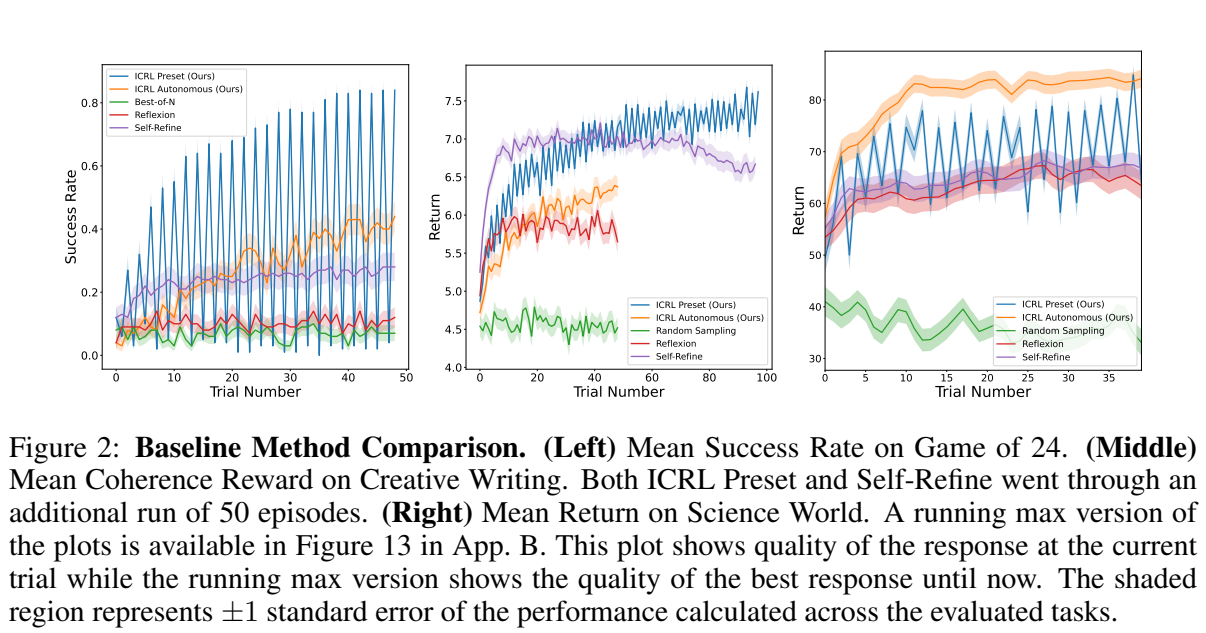 ICRL Preset (Ours)
ICRL Autonomous (Ours)
Best-of-N
Reflexion
Self-Refine
Success Rate
0.8
0.6
0.4
0.2
0.0
0 10 20 30 40 50
Trial Number
Return
7.5
7.0
6.5
6.0
5.5
5.0
4.5
4.0
ICRL Preset (Ours)
ICRL Autonomous (Ours)
Random Sampling
Reflexion
Self-Refine
0 20 40 60 80 100
Trial Number
Return
80
70
60
50
40
30
ICRL Preset (Ours)
ICRL Autonomous (Ours)
Random Sampling
Reflexion
Self-Refine
0 5 10 15 20 25 30 35
Trial Number
Figure 2: Baseline Method Comparison. (Left) Mean Success Rate on Game of 24. (Middle)
Mean Coherence Reward on Creative Writing. Both ICRL Preset and Self-Refine went through an
additional run of 50 episodes. (Right) Mean Return on Science World. A running max version of
the plots is available in Figure 13 in App. B. This plot shows quality of the response at the current
trial while the running max version shows the quality of the best response until now. The shaded
region represents ±1 standard error of the performance calculated across the evaluated tasks.